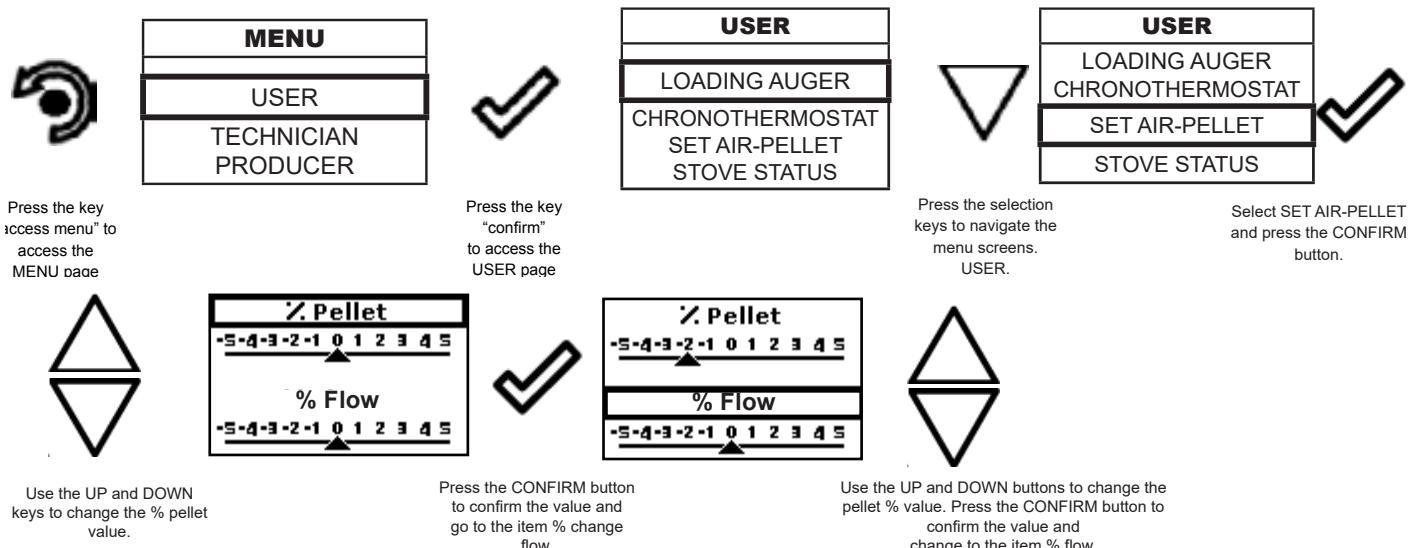 MENU
USER
TECHNICIAN
PRODUCER
USER
LOADING AUGER
CHRONOTHERMOSTAT
SET AIR-PELLET
STOVE STATUS
USER
LOADING AUGER
CHRONOTHERMOSTAT
SET AIR-PELLET
STOVE STATUS
Press the key
access menu” to
access the
MENU page
Press the key
“confirm”
to access the
USER page
Press the selection
keys to navigate the
menu screens.
USER.
Select SET AIR-PELLET
and press the CONFIRM
button.
% Pellet
-5-4-3-2-1 0 1 2 3 4 5
% Flow
-5-4-3-2-1 0 1 2 3 4 5
% Pellet
-5-4-3-2-1 0 1 2 3 4 5
% Flow
-5-4-3-2-1 0 1 2 3 4 5
Use the UP and DOWN
keys to change the % pellet
value.
Press the CONFIRM button
to confirm the value and
go to the item % change
flow
Use the UP and DOWN buttons to change the
pellet % value. Press the CONFIRM button to
confirm the value and
change to the item % flow